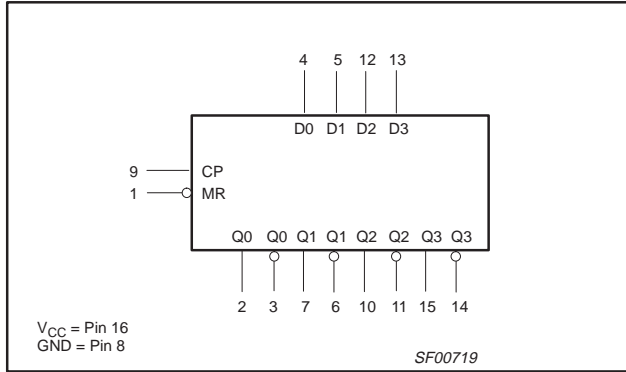 4 5 12 13
D0 D1 D2 D3
9 CP
1 MR
Q0 Q0 Q1 Q1 Q2 Q2 Q3 Q3
2 3 7 6 10 11 15 14
VCC = Pin 16
GND = Pin 8
SF00719